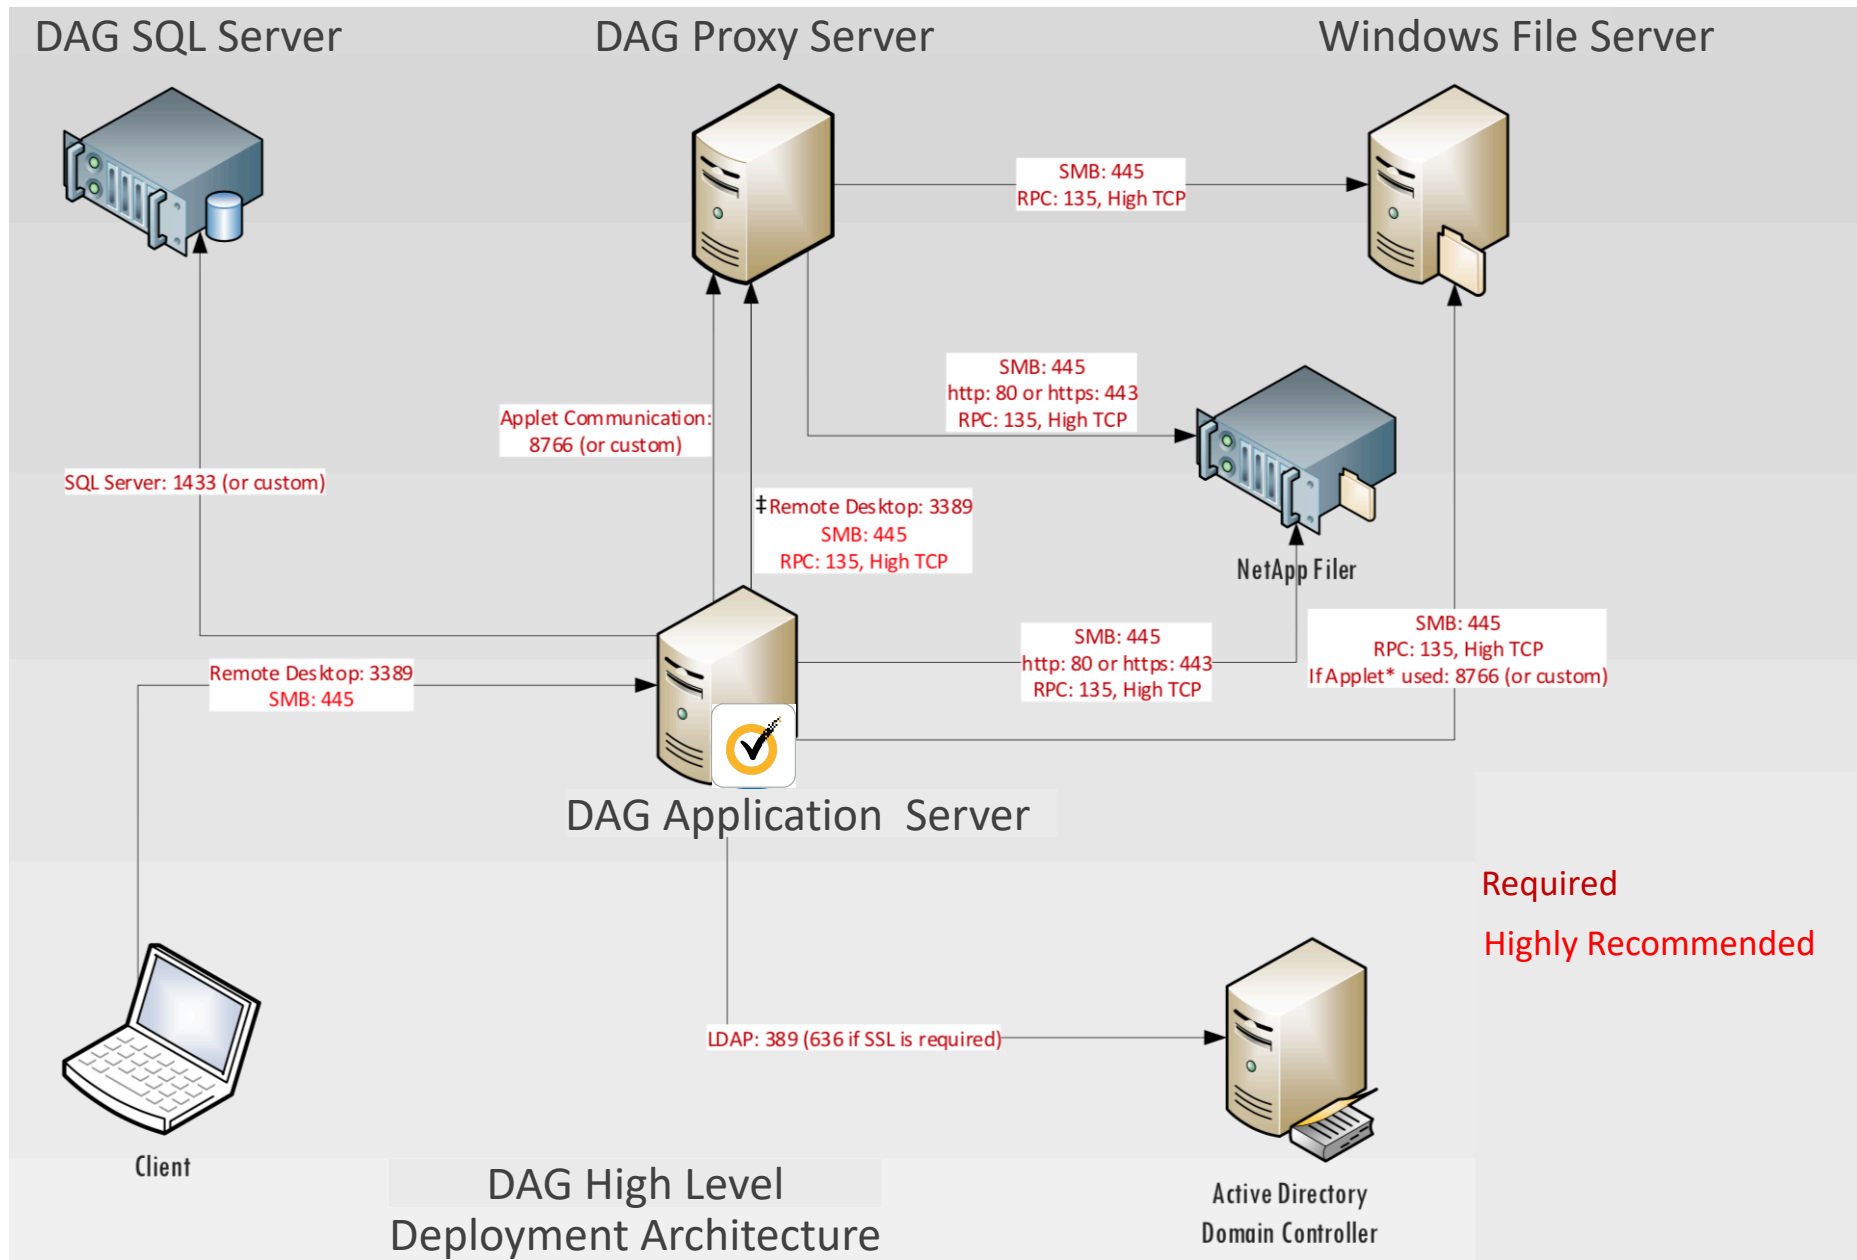 DAG SQL Server
DAG Proxy Server
Windows File Server
SMB: 445
RPC: 135, High TCP
SMB: 445
http: 80 or https: 443
RPC: 135, High TCP
Applet Communication:
8766 (or custom)
SQL Server: 1433 (or custom)
‡Remote Desktop: 3389
SMB: 445
RPC: 135, High TCP
NetApp Filer
SMB: 445
http: 80 or https: 443
RPC: 135, High TCP
SMB: 445
RPC: 135, High TCP
If Applet* used: 8766 (or custom)
Remote Desktop: 3389
SMB: 445
DAG Application Server
Required
Highly Recommended
LDAP: 389 (636 if SSL is required)
Client
DAG High Level
Deployment Architecture
Active Directory
Domain Controller